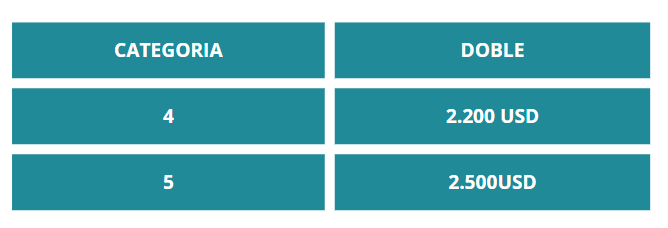 CATEGORIA DOBLE
4 2.200 USD
5 2.500USD